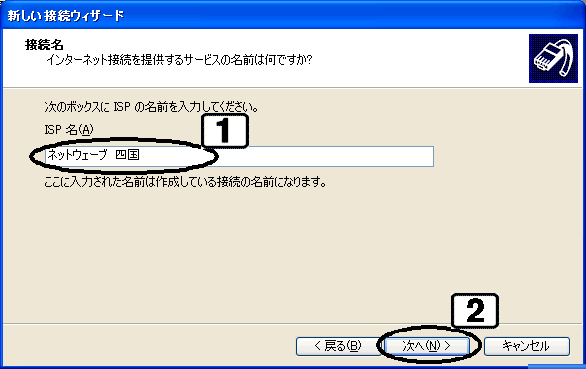 新しい接続ウィザード
接続名
インターネット接続を提供するサービスの名前は何ですか?
次のボックスに ISP の名前を入力してください。
ISP 名(A)
1
ネットウェーブ 四国
ここに入力された名前は作成している接続の名前になります。
2
< 戻る(B) 次へ(N) > キャンセル